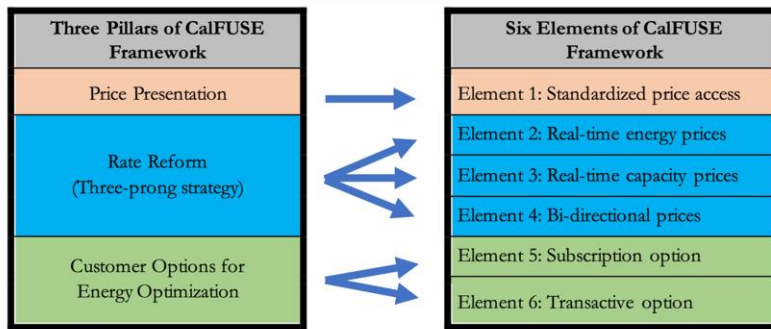 Three Pillars of CalFUSE
Framework
Price Presentation
Rate Reform
(Three-prong strategy)
Customer Options for
Energy Optimization
Six Elements of CalFUSE
Framework
Element 1: Standardized price access
Element 2: Real-time energy prices
Element 3: Real-time capacity prices
Element 4: Bi-directional prices
Element 5: Subscription option
Element 6: Transactive option